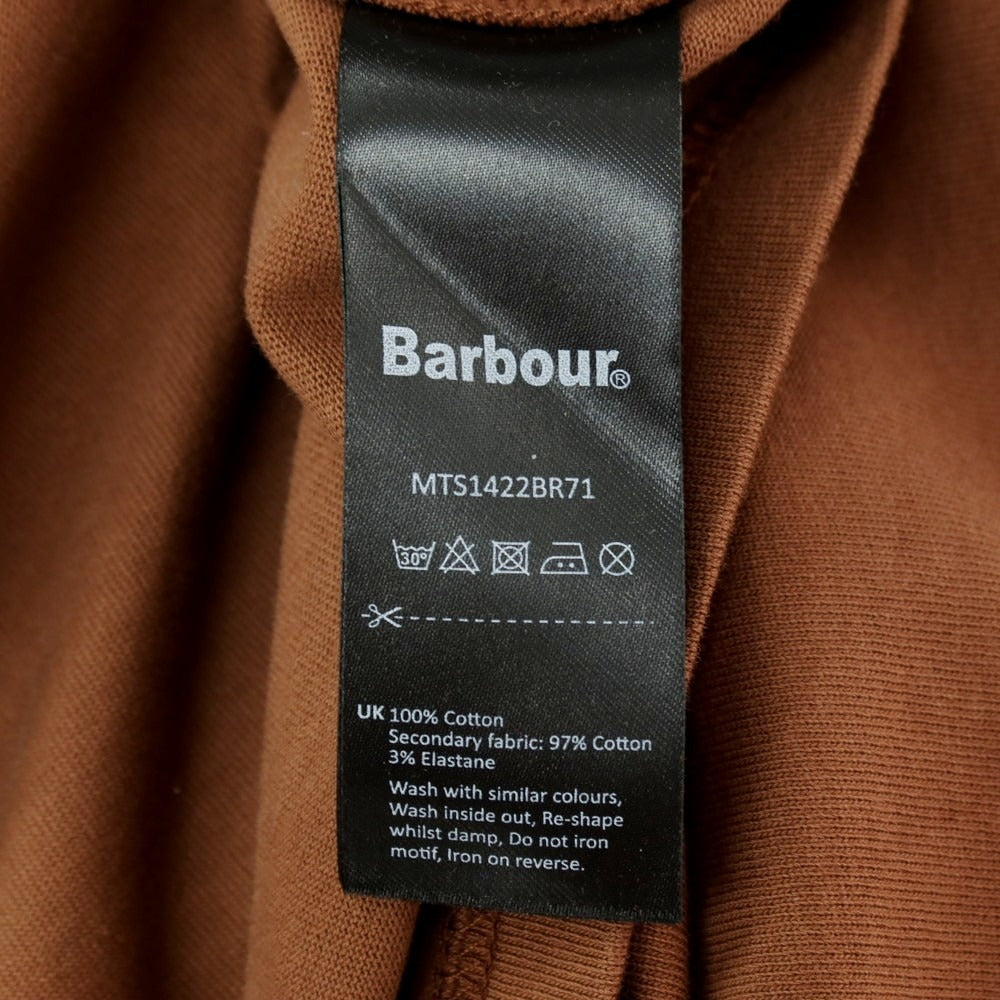 Barbour®
MTS1422BR71
30°
UK 100% Cotton
Secondary fabric: 97% Cotton
3% Elastane
Wash with similar colours,
Wash inside out, Re-shape
whilst damp, Do not iron
motif, Iron on reverse.